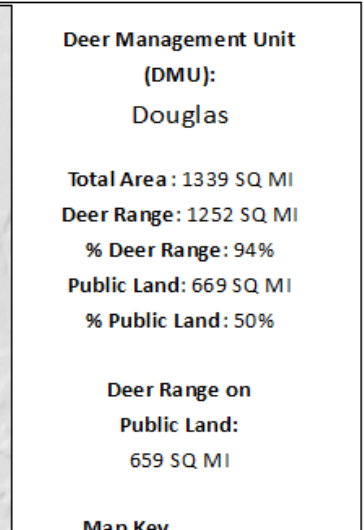 Deer Management Unit
(DMU):
Douglas
Total Area : 1339 SQ MI
Deer Range: 1252 SQ MI
% Deer Range: 94%
Public Land: 669 SQ MI
% Public Land: 50%
Deer Range on
Public Land:
659 SQ MI
Map Key